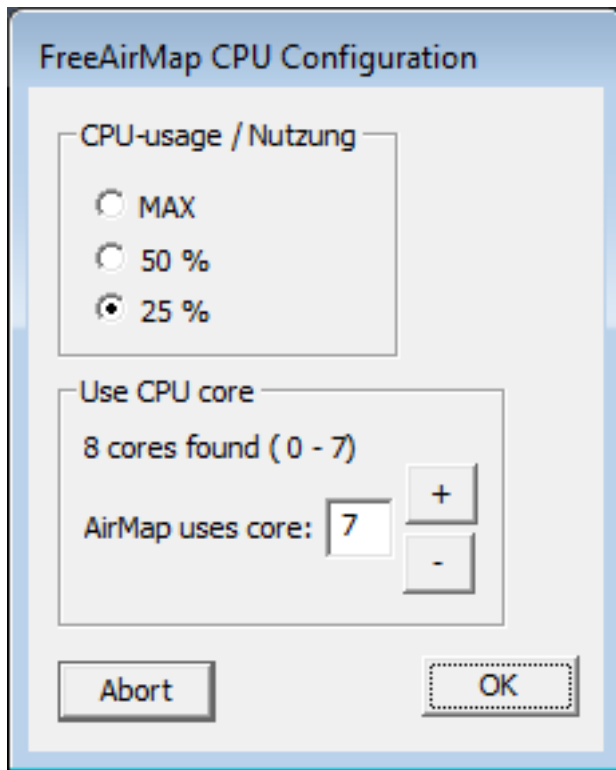 FreeAirMap CPU Configuration
CPU-usage / Nutzung
MAX
50 %
25 %
Use CPU core
8 cores found ( 0 - 7)
AirMap uses core: 7
+
-
Abort
OK